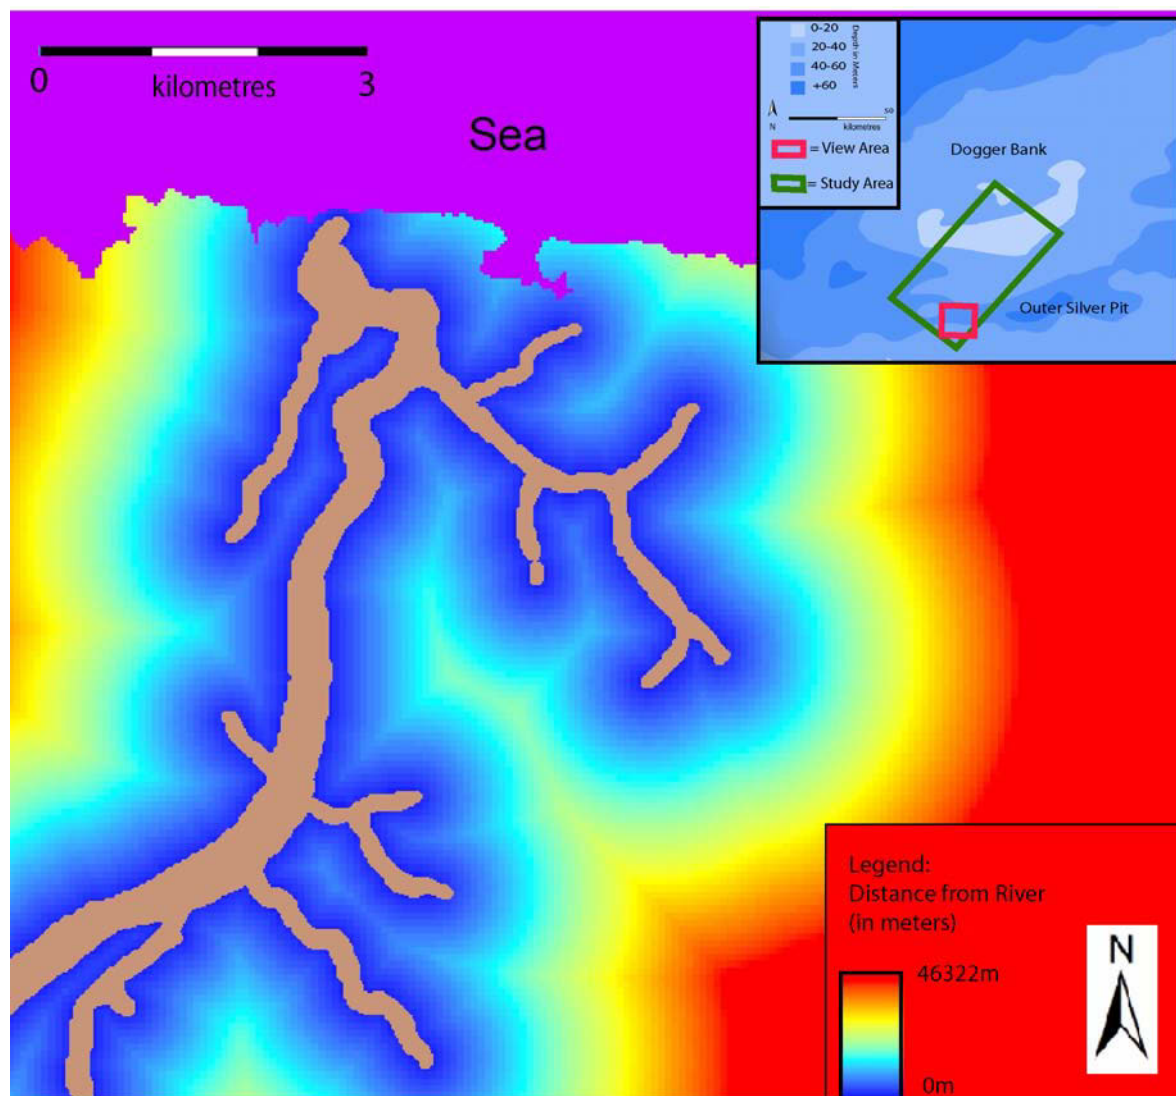 0
kilometres
3
Sea
0-20
20-40
40-60
+60
Depth in Meters
N
50
kilometres
= View Area
= Study Area
Dogger Bank
Outer Silver Pit
Legend:
Distance from River
(in meters)
46322m
0m
N